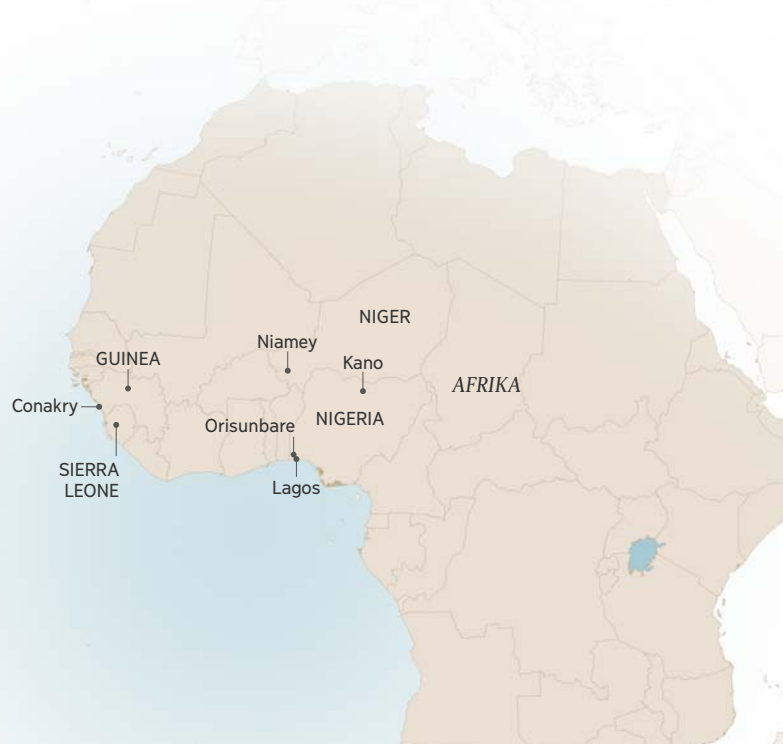 NIGER
Niamey
GUINEA
Kano
AFRIKA
Conakry
Orisunbare
NIGERIA
SIERRA
LEONE
Lagos